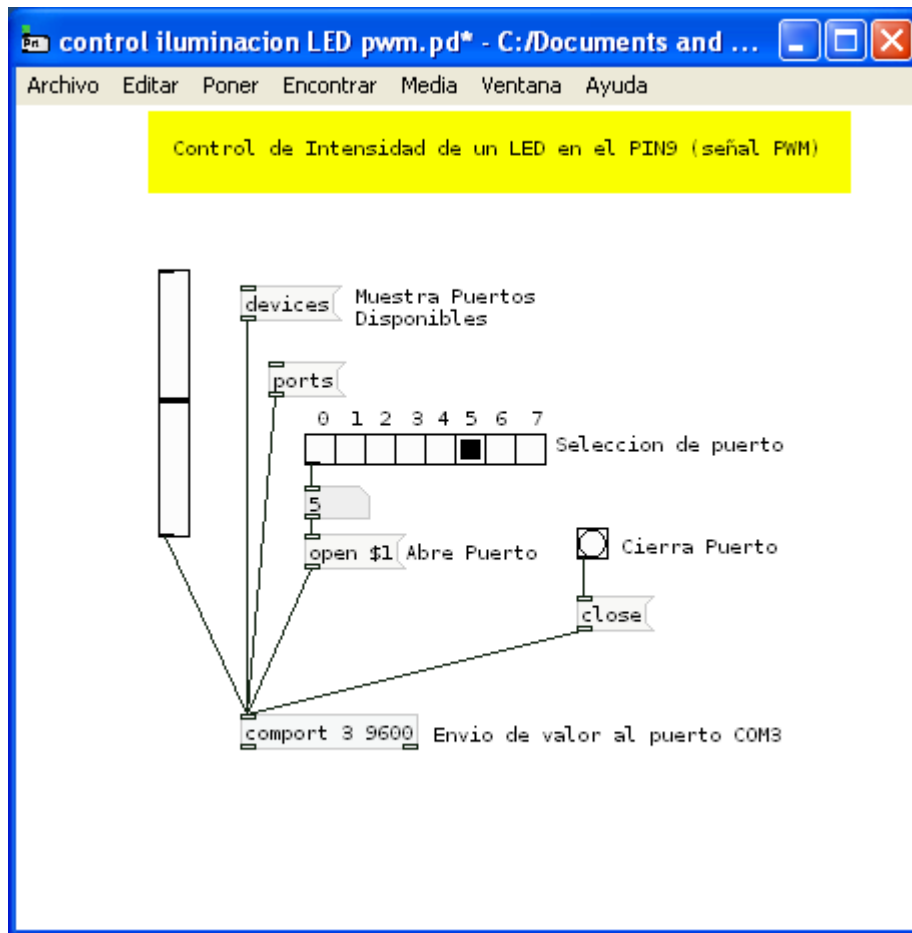 control iluminacion LED pwm.pd* - C:/Documents and ...
Archivo Editar Poner Encontrar Media Ventana Ayuda
Control de Intensidad de un LED en el PIN9 (señal PWM)
devices
Muestra Puertos
Disponibles
ports
0 1 2 3 4 5 6 7
Seleccion de puerto
5
open $1
Abre Puerto
Cierra Puerto
close
comport 3 9600
Envio de valor al puerto COM3